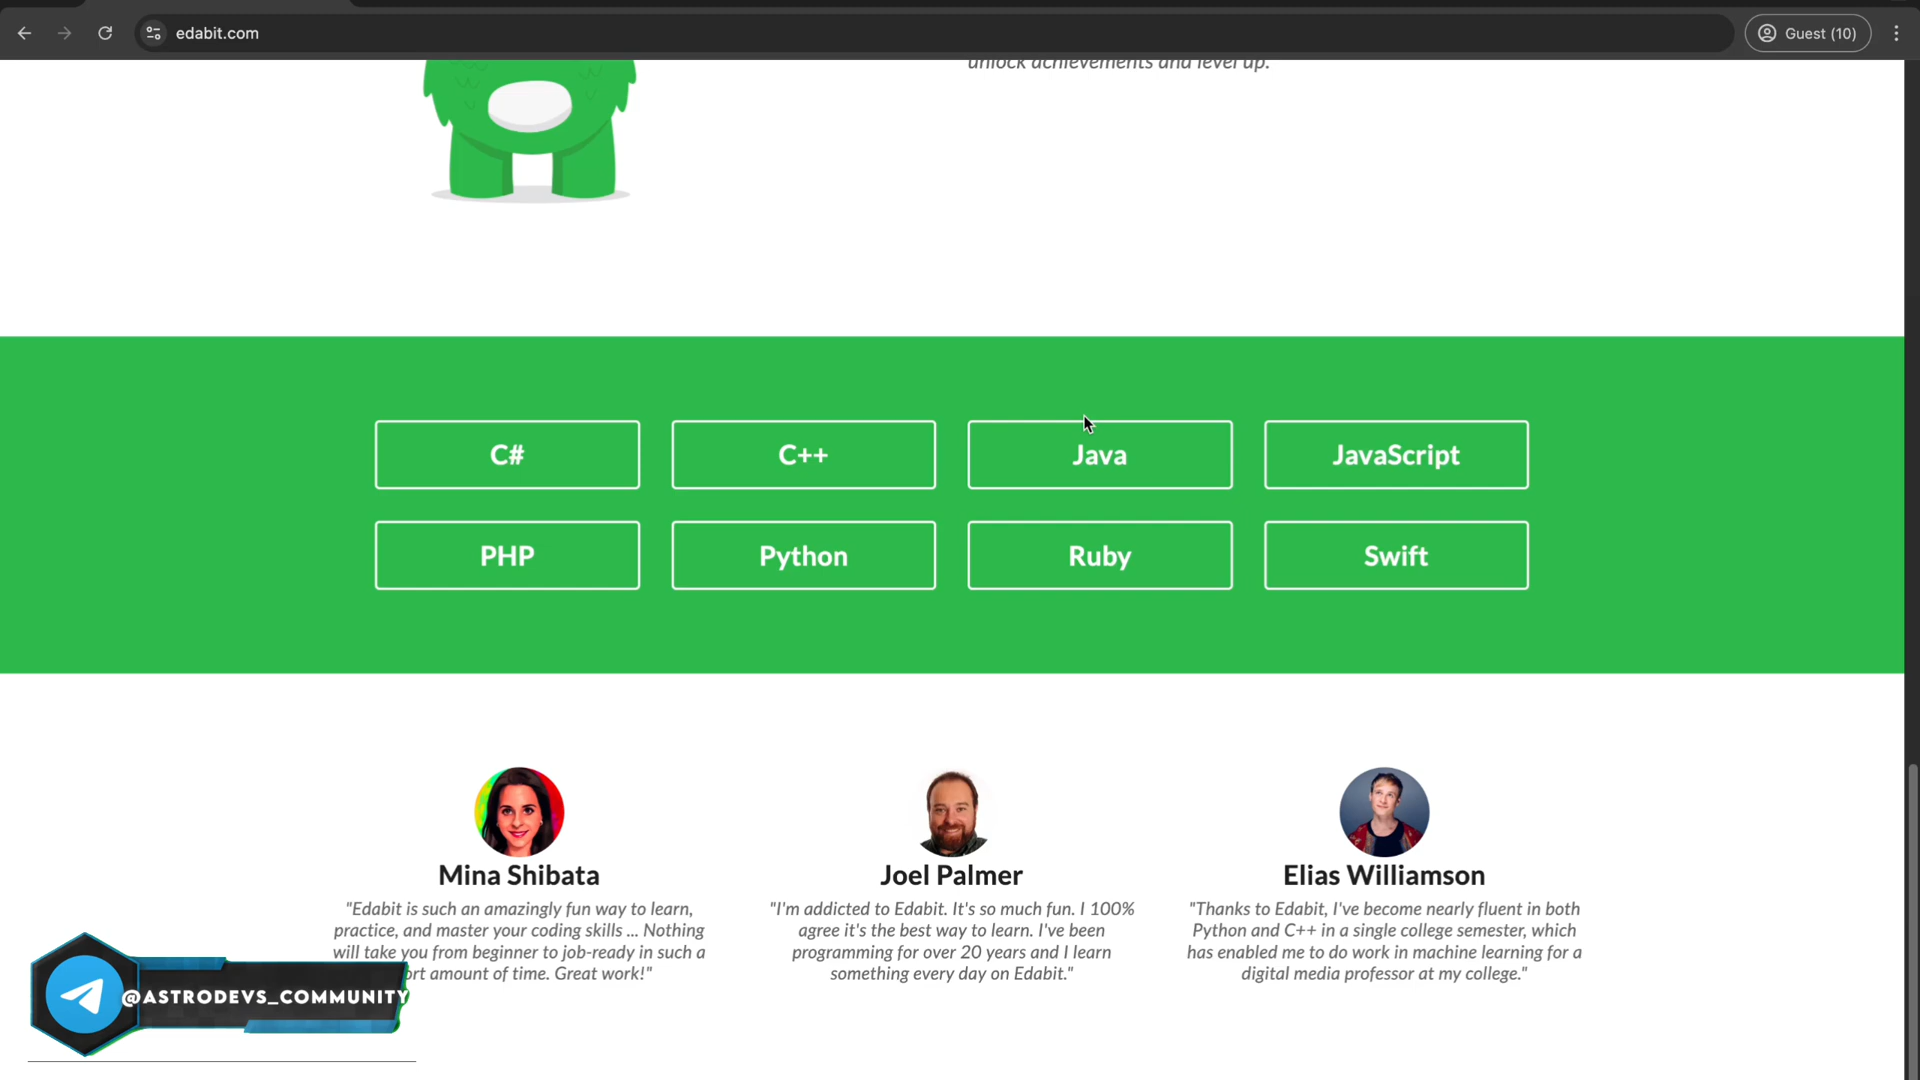 edabit.com
Guest (10)
unlock achievements and level up.
C#
C++
Java
JavaScript
PHP
Python
Ruby
Swift
Mina Shibata
"Edabit is such an amazingly fun way to learn,
practice, and master your coding skills ... Nothing
will take you from beginner to job-ready in such a
ort amount of time. Great work!"
Joel Palmer
"I'm addicted to Edabit. It's so much fun. I 100%
agree it's the best way to learn. I've been
programming for over 20 years and I learn
something every day on Edabit."
Elias Williamson
"Thanks to Edabit, I've become nearly fluent in both
Python and C++ in a single college semester, which
has enabled me to do work in machine learning for a
digital media professor at my college."
@ASTRODEVS_COMMUNITY